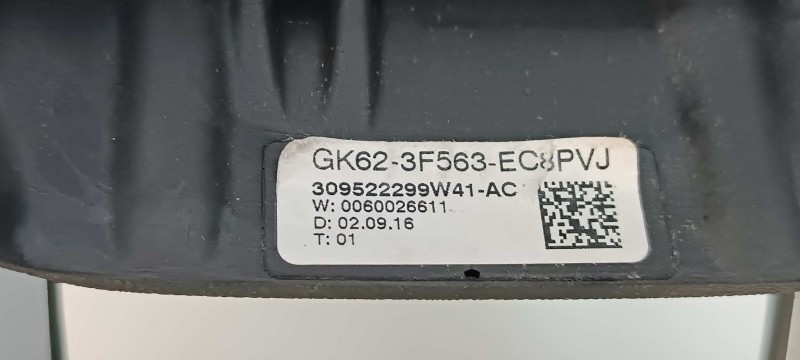 GK62-3F563-EC8PVJ
309522299W41-AC
W: 0060026611
D: 02.09.16
T: 01